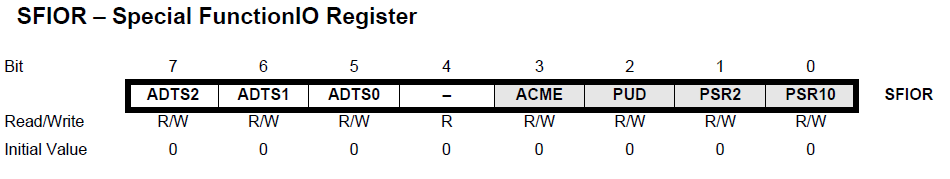 SFIOR – Special FunctionIO Register
Bit 7 6 5 4 3 2 1 0
ADTS2 ADTS1 ADTS0 – ACME PUD PSR2 PSR10 SFIOR
Read/Write R/W R/W R/W R R/W R/W R/W R/W
Initial Value 0 0 0 0 0 0 0 0